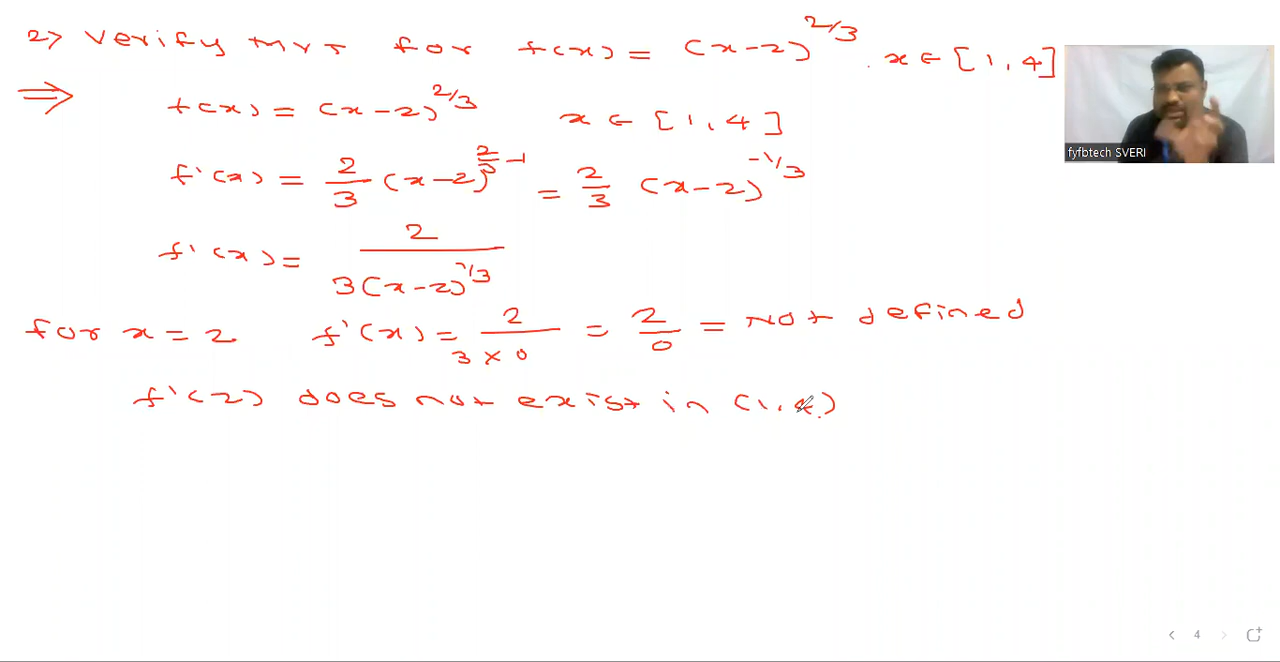 2) Verify MVT for f(x) = (x-2)^2/3 . x ∈ [1, 4]
⇒ f(x) = (x-2)^2/3 x ∈ [1, 4]
f'(x) = 2/3 (x-2)^2/3 -1 = 2/3 (x-2)^-1/3
f'(x) = 2 / 3(x-2)^1/3
for x = 2 f'(x) = 2 / 3 × 0 = 2/0 = Not defined
f'(2) does not exist in (1, 4)
fyfbtech SVERI
4